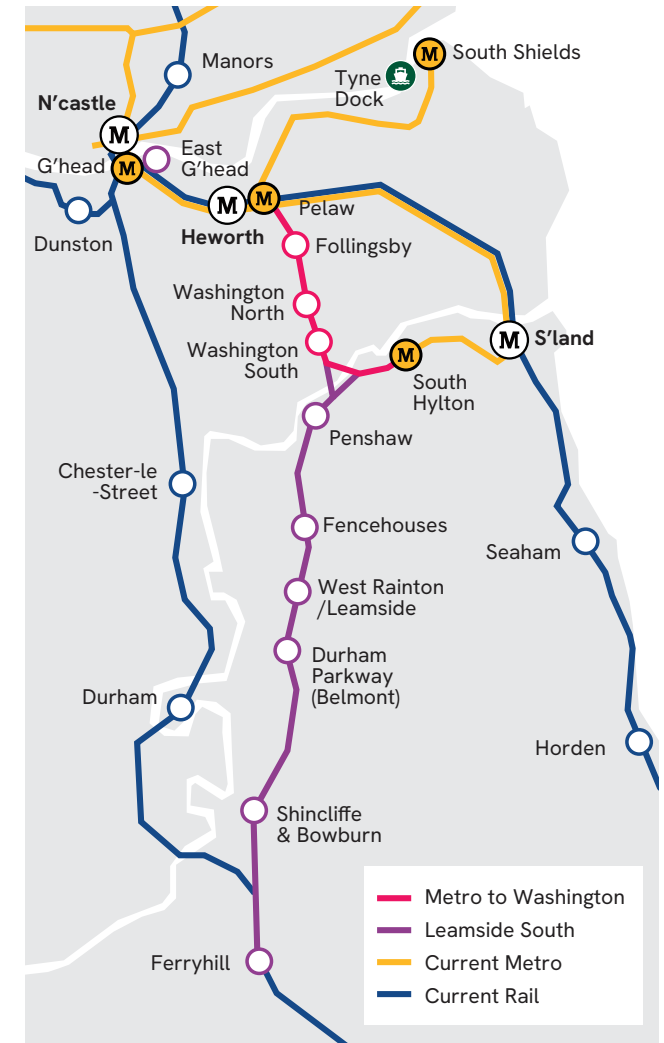 Manors
South Shields
Tyne
Dock
M
N'castle
M
East
G'head
G'head
M
M
M
Pelaw
Dunston
Heworth
Follingsby
Washington
North
Washington
South
M
S'land
M
South
Hylton
Penshaw
Chester-le
-Street
Fencehouses
Seaham
West Rainton
/Leamside
Durham
Parkway
(Belmont)
Durham
Horden
Shincliffe
& Bowburn
Ferryhill
Metro to Washington
Leamside South
Current Metro
Current Rail